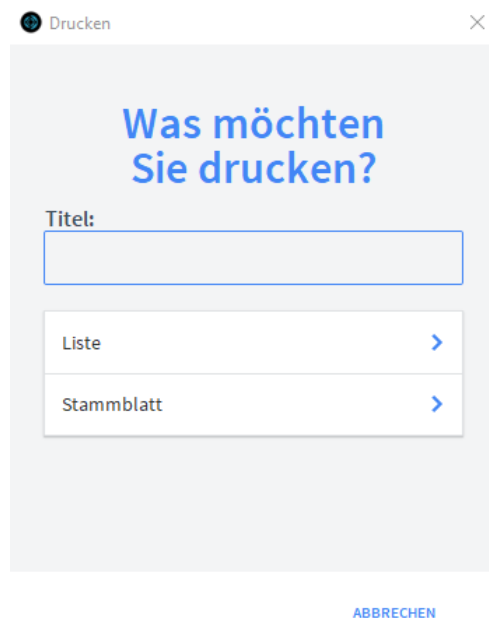 Drucken
Was möchten
Sie drucken?
Titel:
Liste
Stammblatt
ABBRECHEN